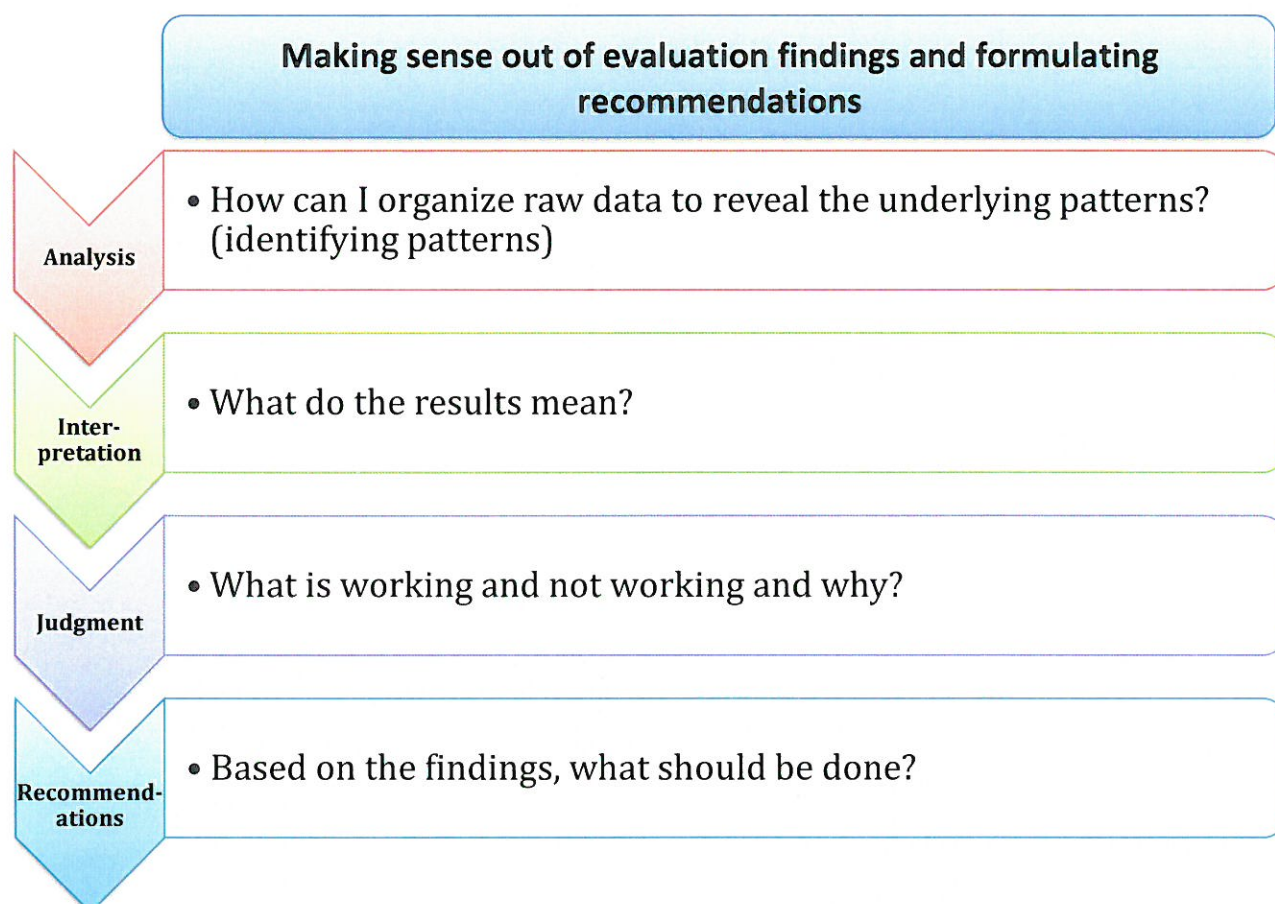 Making sense out of evaluation findings and formulating
recommendations
Analysis
• How can I organize raw data to reveal the underlying patterns?
(identifying patterns)
Inter-
pretation
• What do the results mean?
Judgment
• What is working and not working and why?
Recommend-
ations
• Based on the findings, what should be done?